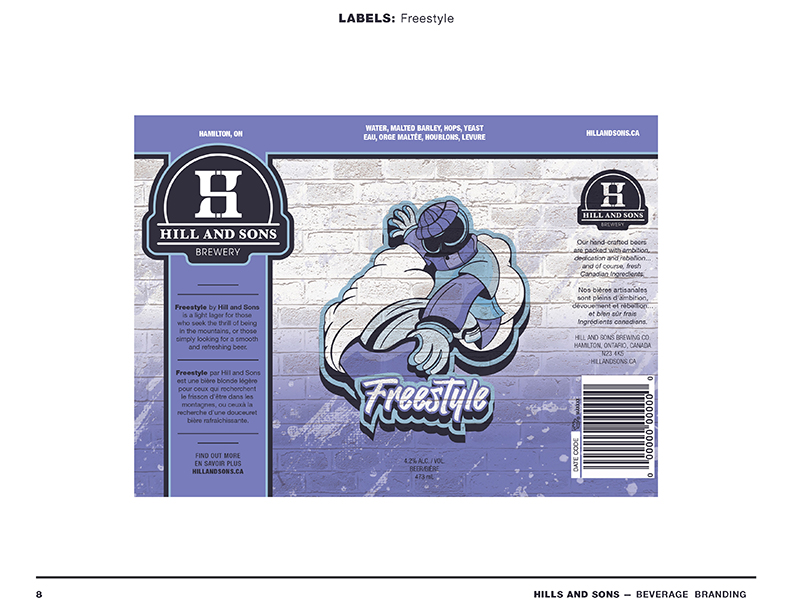 LABELS: Freestyle
HAMILTON, ON
WATER, MALTED BARLEY, HOPS, YEAST
EAU, ORGE MALTÉE, HOUBLONS, LEVURE
HILLANDSONS.CA
H
HILL AND SONS
BREWERY
Freestyle by Hill and Sons
is a light lager for those
who seek the thrill of being
in the mountains, or those
simply looking for a smooth
and refreshing beer.
Freestyle par Hill and Sons
est une bière blonde légère
pour ceux qui recherchent
le frisson d'être dans les
montagnes, ou ceux à la
recherche d'une douceur et
bière rafraîchissante.
FIND OUT MORE
EN SAVOIR PLUS
HILLANDSONS.CA
Freestyle
4.2% ALC. / VOL.
BEER/BIÈRE
473 mL
H
HILL AND SONS
BREWERY
Our hand-crafted beers
are packed with ambition,
dedication and rebellion...
and of course, fresh
Canadian Ingredients.
Nos bières artisanales
sont pleins d'ambition,
dévouement et rébellion...
et bien sûr frais
Ingrédients canadiens.
HILL AND SONS BREWING CO.
HAMILTON, ONTARIO, CANADA
N23 4K5
HILLANDSONS.CA
DATE CODE
0 00000 00000 0
8
HILLS AND SONS — BEVERAGE BRANDING